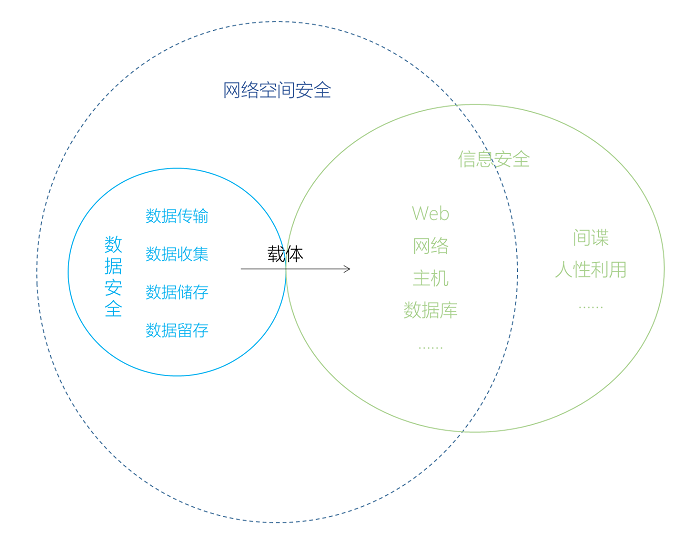 网络空间安全
信息安全
数据安全
数据传输
数据收集
数据储存
数据留存
载体
Web
网络
主机
数据库
……
间谍
人性利用
……